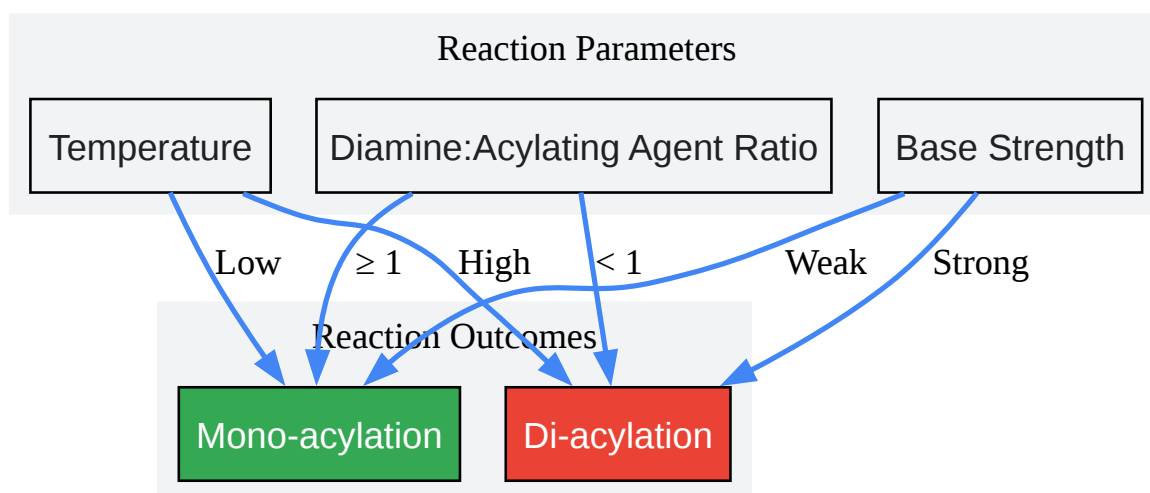 Reaction Parameters
Temperature
Diamine:Acylating Agent Ratio
Base Strength
Low
≥ 1
High
< 1
Weak
Strong
Reaction Outcomes
Mono-acylation
Di-acylation